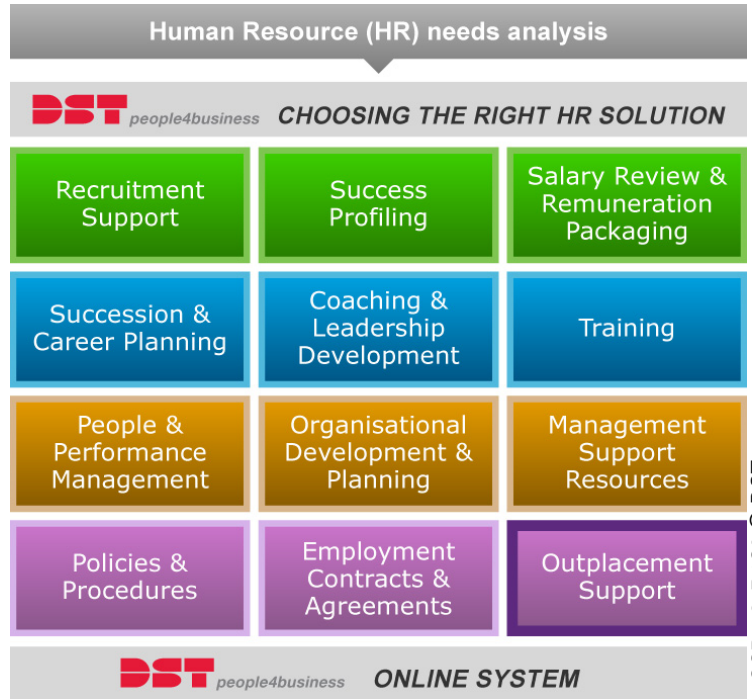 Human Resource (HR) needs analysis
DST people4business CHOOSING THE RIGHT HR SOLUTION
Recruitment
Support
Success
Profiling
Salary Review &
Remuneration
Packaging
Succession &
Career Planning
Coaching &
Leadership
Development
Training
People &
Performance
Management
Organisational
Development &
Planning
Management
Support
Resources
Policies &
Procedures
Employment
Contracts &
Agreements
Outplacement
Support
DST people4business ONLINE SYSTEM